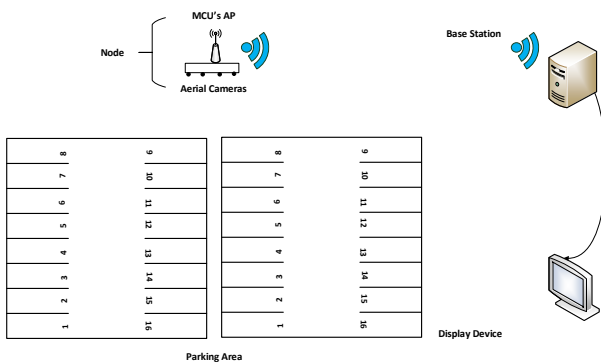 MCU's AP
Node
Aerial Cameras
Base Station
8 9 8 9
7 10 7 10
6 11 6 11
5 12 5 12
4 13 4 13
3 14 3 14
2 15 2 15
1 16 1 16
Display Device
Parking Area